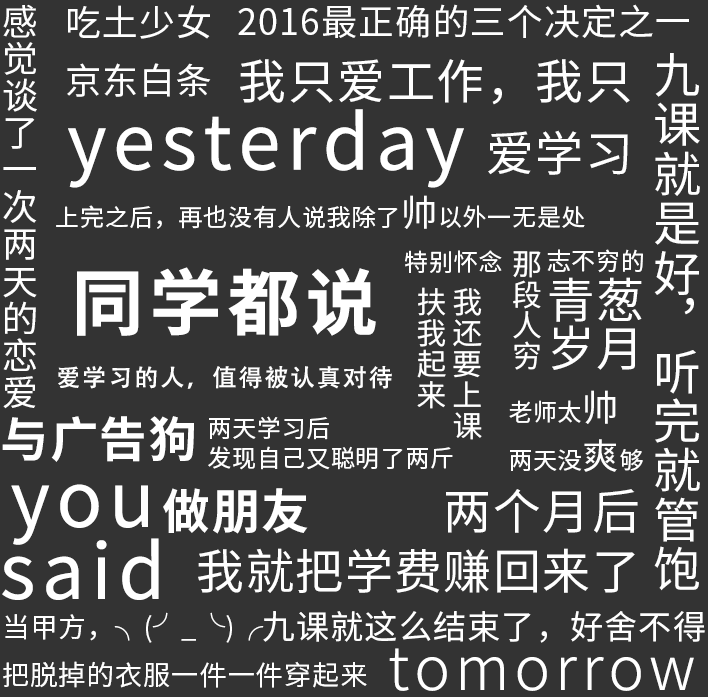 感觉谈了一次两天的恋爱
吃土少女
2016最正确的三个决定之一
京东白条
我只爱工作，我只
yesterday
爱学习
上完之后，再也没有人说我除了帅以外一无是处
九课就是好，听完就管饱
同学都说
爱学习的人，值得被认真对待
特别怀念
扶我起来
我还要上课
那段人穷
志不穷的
青葱
岁月
老师太帅
两天没爽够
与广告狗
两天学习后
发现自己又聪明了两斤
you
做朋友
两个月后
said
我就把学费赚回来了
当甲方，╮(╯_╰)╭
九课就这么结束了，好舍不得
把脱掉的衣服一件一件穿起来
tomorrow